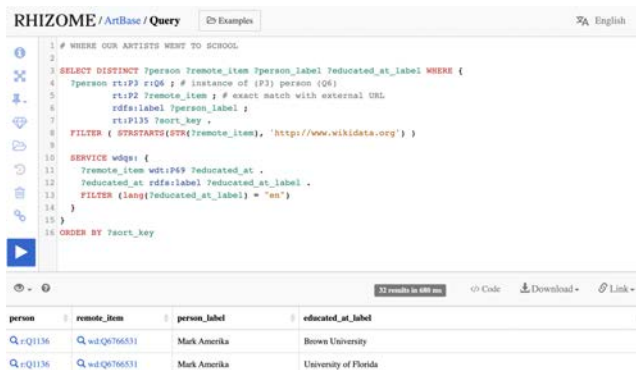 RHIZOME / ArtBase / Query Examples English
1 # WHERE OUR ARTISTS WENT TO SCHOOL
2
3 SELECT DISTINCT ?person ?remote_item ?person_label ?educated_at_label WHERE {
4 ?person rt:P3 r:Q6 ; # instance of (P3) person (Q6)
5 rt:P2 ?remote_item ; # exact match with external URL
6 rdfs:label ?person_label ;
7 rt:P135 ?sort_key .
8 FILTER ( STRSTARTS(STR(?remote_item), 'http://www.wikidata.org') )
9
10 SERVICE wdqs: {
11 ?remote_item wdt:P69 ?educated_at .
12 ?educated_at rdfs:label ?educated_at_label .
13 FILTER (lang(?educated_at_label) = "en")
14 }
15 }
16 ORDER BY ?sort_key
32 results in 680 ms </> Code Download Link
person remote_item person_label educated_at_label
r:Q1136 wd:Q6766531 Mark Amerika Brown University
r:Q1136 wd:Q6766531 Mark Amerika University of Florida